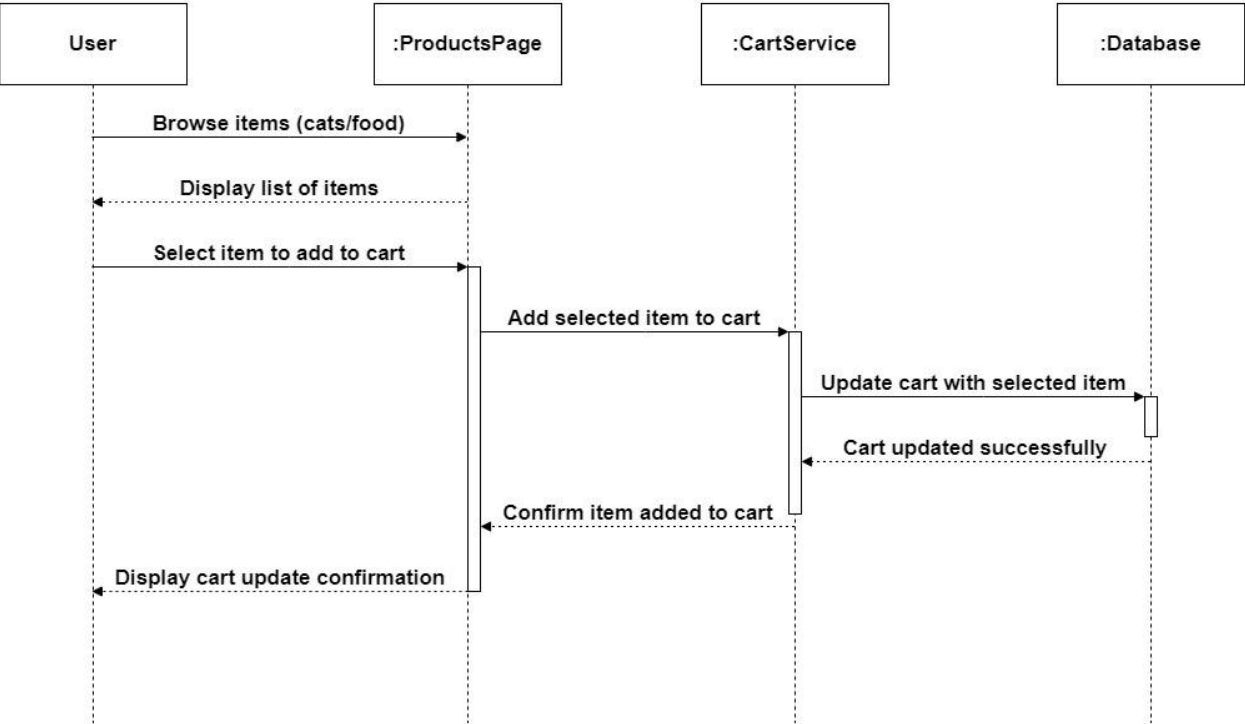 User
:ProductsPage
:CartService
:Database
Browse items (cats/food)
Display list of items
Select item to add to cart
Add selected item to cart
Update cart with selected item
Cart updated successfully
Confirm item added to cart
Display cart update confirmation